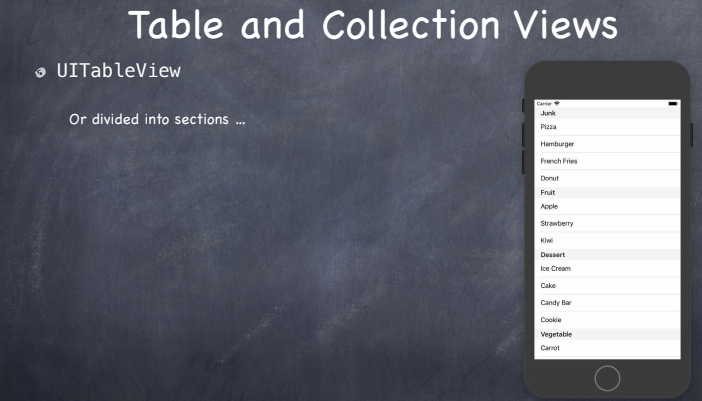 Table and Collection Views
UITableView
Or divided into sections ...
Carrier
Junk
Pizza
Hamburger
French Fries
Donut
Fruit
Apple
Strawberry
Kiwi
Dessert
Ice Cream
Cake
Candy Bar
Cookie
Vegetable
Carrot